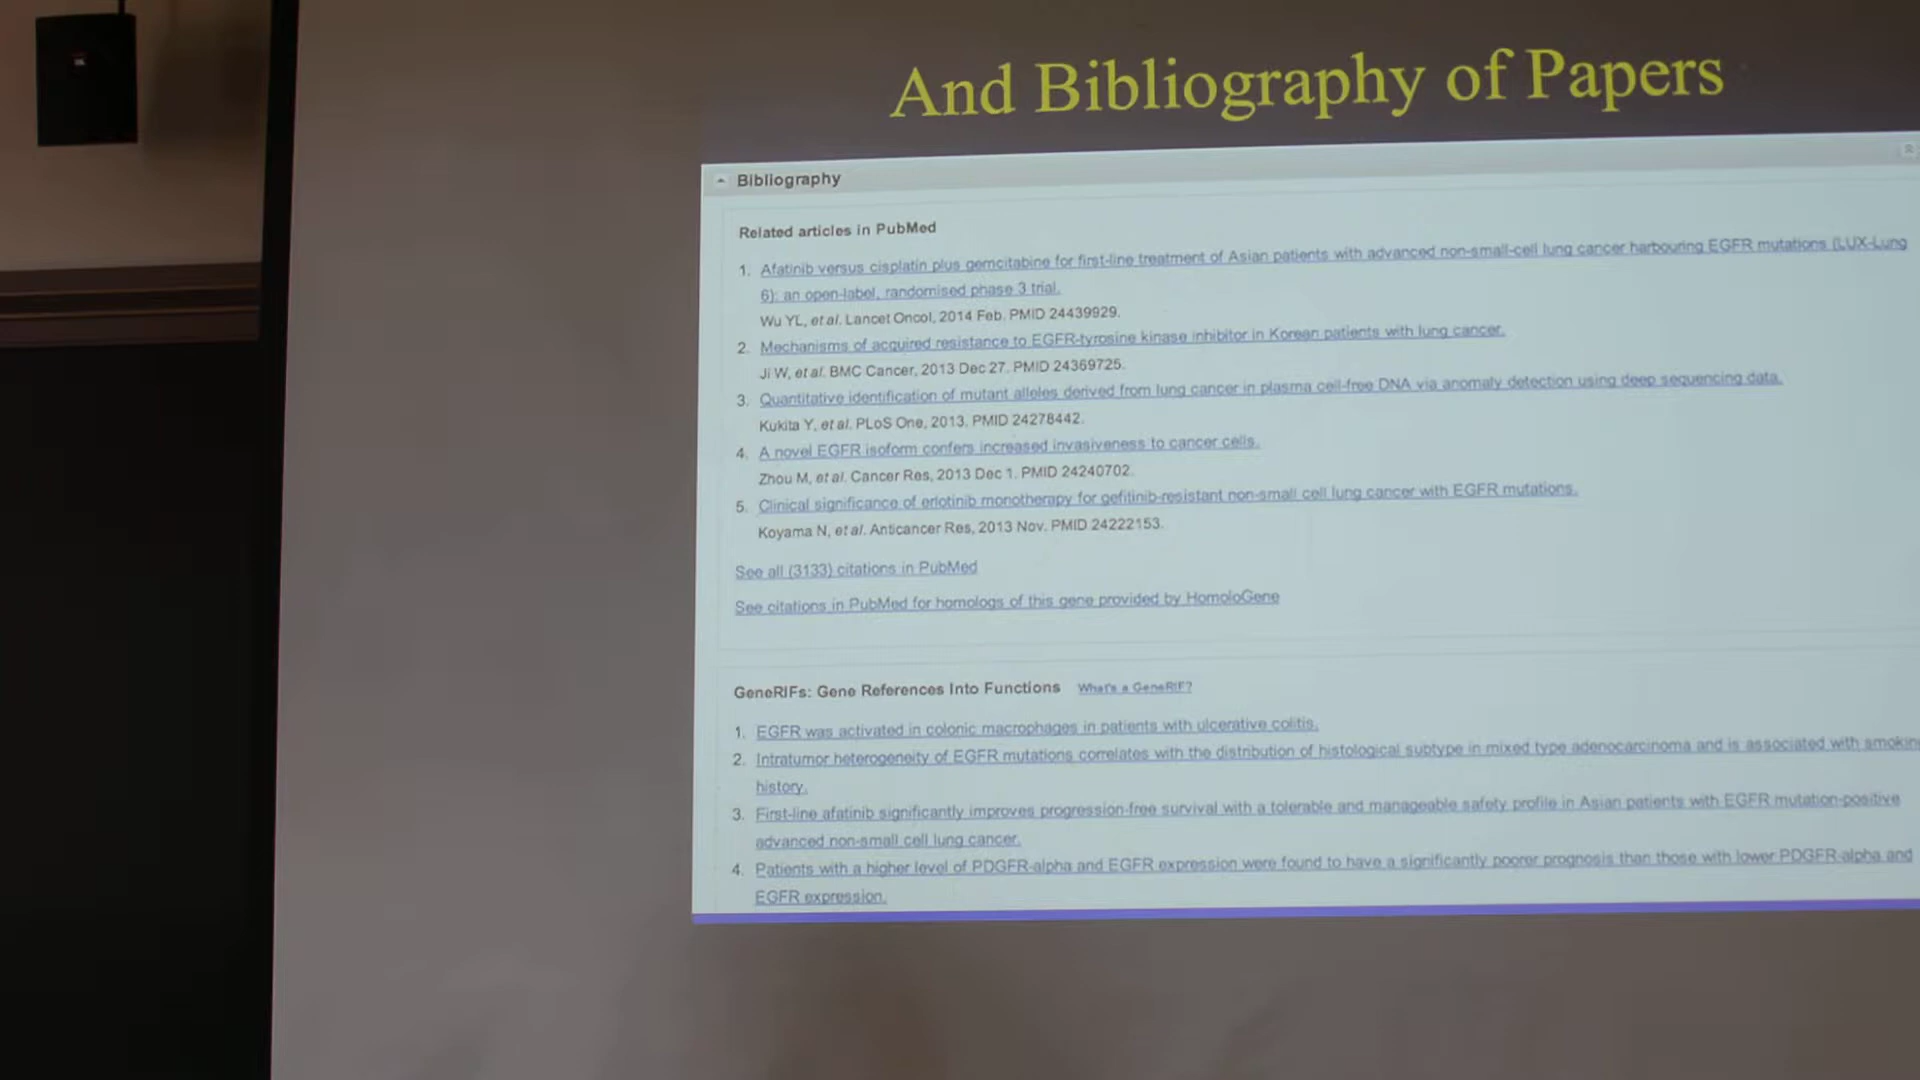 And Bibliography of Papers
Bibliography
Related articles in PubMed
1. Afatinib versus cisplatin plus gemcitabine for first-line treatment of Asian patients with advanced non-small-cell lung cancer harbouring EGFR mutations (LUX-Lung
6): an open-label, randomised phase 3 trial.
Wu YL, et al. Lancet Oncol, 2014 Feb. PMID 24439929.
2. Mechanisms of acquired resistance to EGFR-tyrosine kinase inhibitor in Korean patients with lung cancer.
Ji W, et al. BMC Cancer, 2013 Dec 27. PMID 24369725.
3. Quantitative identification of mutant alleles derived from lung cancer in plasma cell-free DNA via anomaly detection using deep sequencing data.
Kukita Y, et al. PLoS One, 2013. PMID 24278442.
4. A novel EGFR isoform confers increased invasiveness to cancer cells.
Zhou M, et al. Cancer Res, 2013 Dec 1. PMID 24240702.
5. Clinical significance of erlotinib monotherapy for gefitinib-resistant non-small cell lung cancer with EGFR mutations.
Koyama N, et al. Anticancer Res, 2013 Nov. PMID 24222153.
See all (3133) citations in PubMed
See citations in PubMed for homologs of this gene provided by HomoloGene
GeneRIFs: Gene References Into Functions What's a GeneRIF?
1. EGFR was activated in colonic macrophages in patients with ulcerative colitis.
2. Intratumor heterogeneity of EGFR mutations correlates with the distribution of histological subtype in mixed type adenocarcinoma and is associated with smoking
history.
3. First-line afatinib significantly improves progression-free survival with a tolerable and manageable safety profile in Asian patients with EGFR mutation-positive
advanced non-small cell lung cancer.
4. Patients with a higher level of PDGFR-alpha and EGFR expression were found to have a significantly poorer prognosis than those with lower PDGFR-alpha and
EGFR expression.